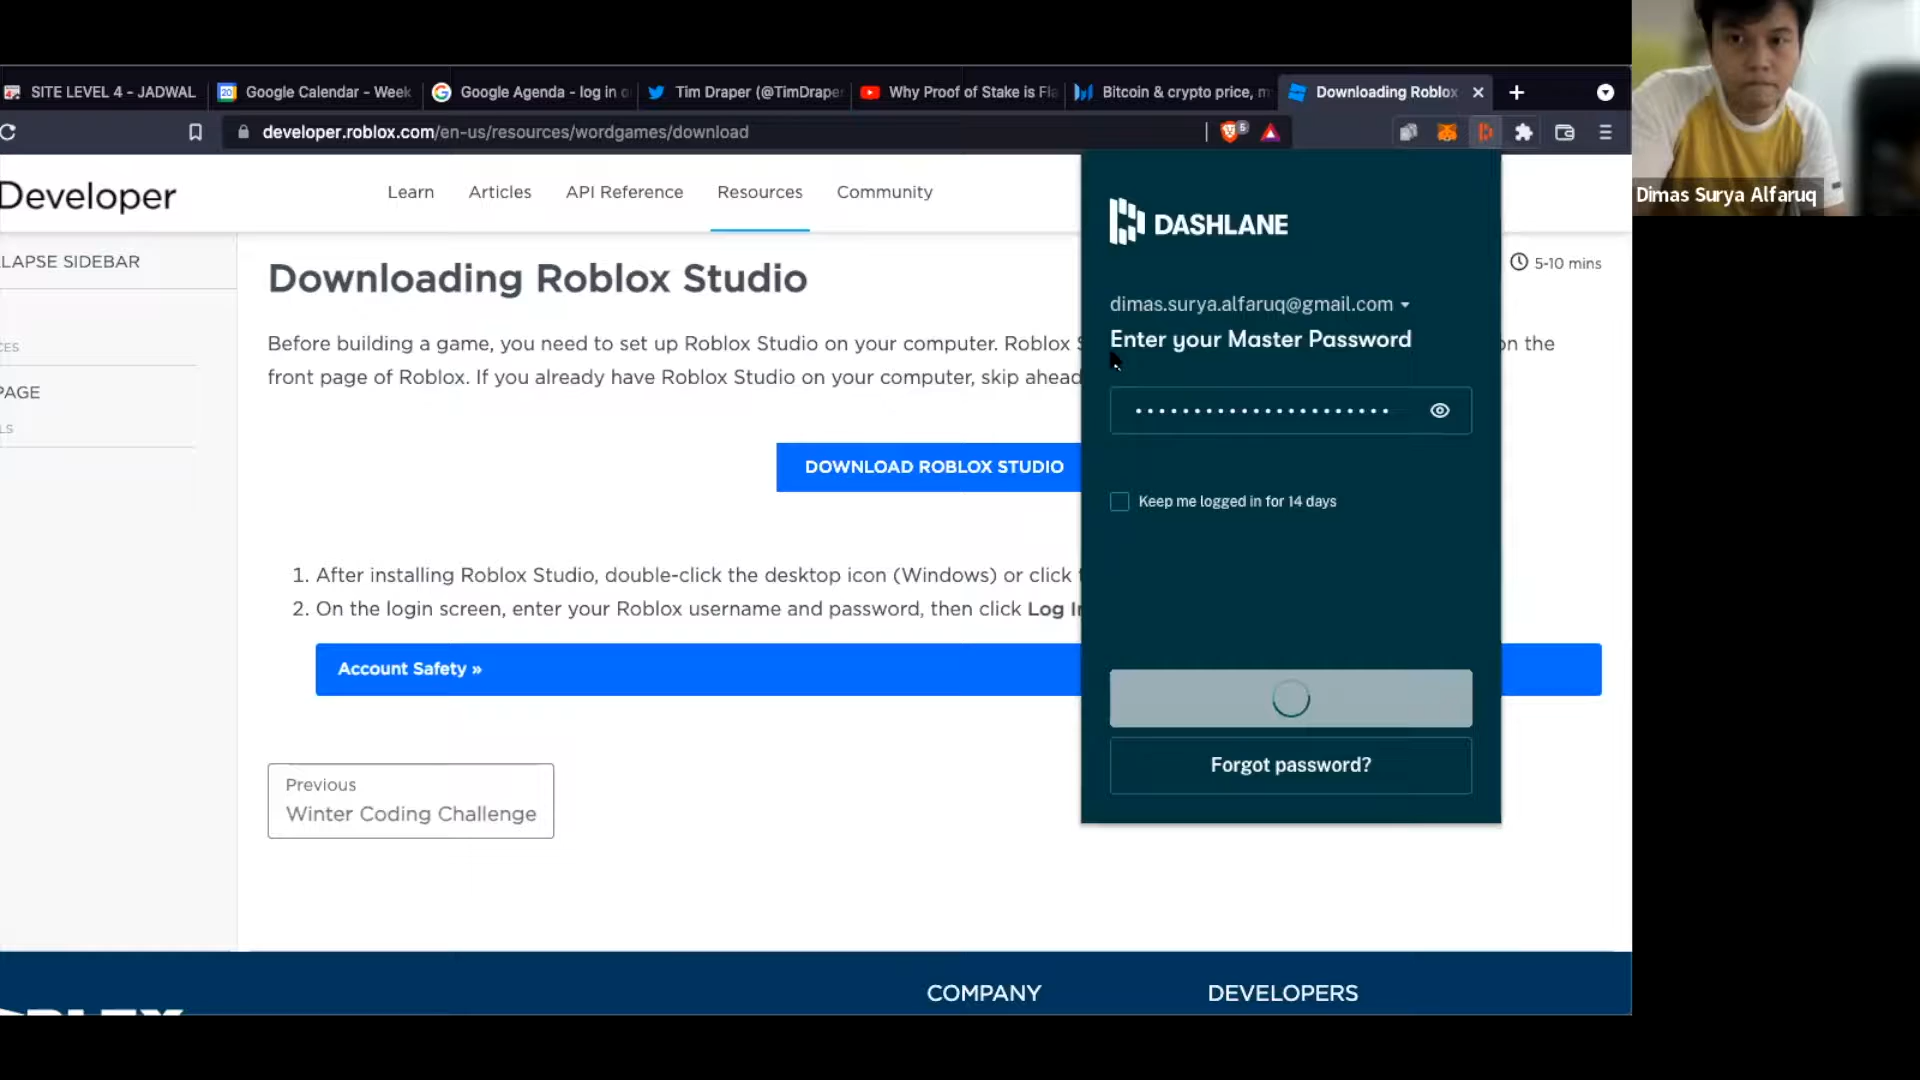 SITE LEVEL 4 - JADWAL
Google Calendar - Week
Google Agenda - log in
Tim Draper (@TimDraper
Why Proof of Stake is Fla
Bitcoin & crypto price, m
Downloading Roblox
developer.roblox.com/en-us/resources/wordgames/download
5
Developer
Learn
Articles
API Reference
Resources
Community
LAPSE SIDEBAR
CES
PAGE
LS
Downloading Roblox Studio
5-10 mins
Before building a game, you need to set up Roblox Studio on your computer. Roblox S
on the
front page of Roblox. If you already have Roblox Studio on your computer, skip ahead
DOWNLOAD ROBLOX STUDIO
1. After installing Roblox Studio, double-click the desktop icon (Windows) or click
2. On the login screen, enter your Roblox username and password, then click Log In
Account Safety »
Previous
Winter Coding Challenge
DASHLANE
dimas.surya.alfaruq@gmail.com
Enter your Master Password
Keep me logged in for 14 days
Forgot password?
COMPANY
DEVELOPERS
Dimas Surya Alfaruq